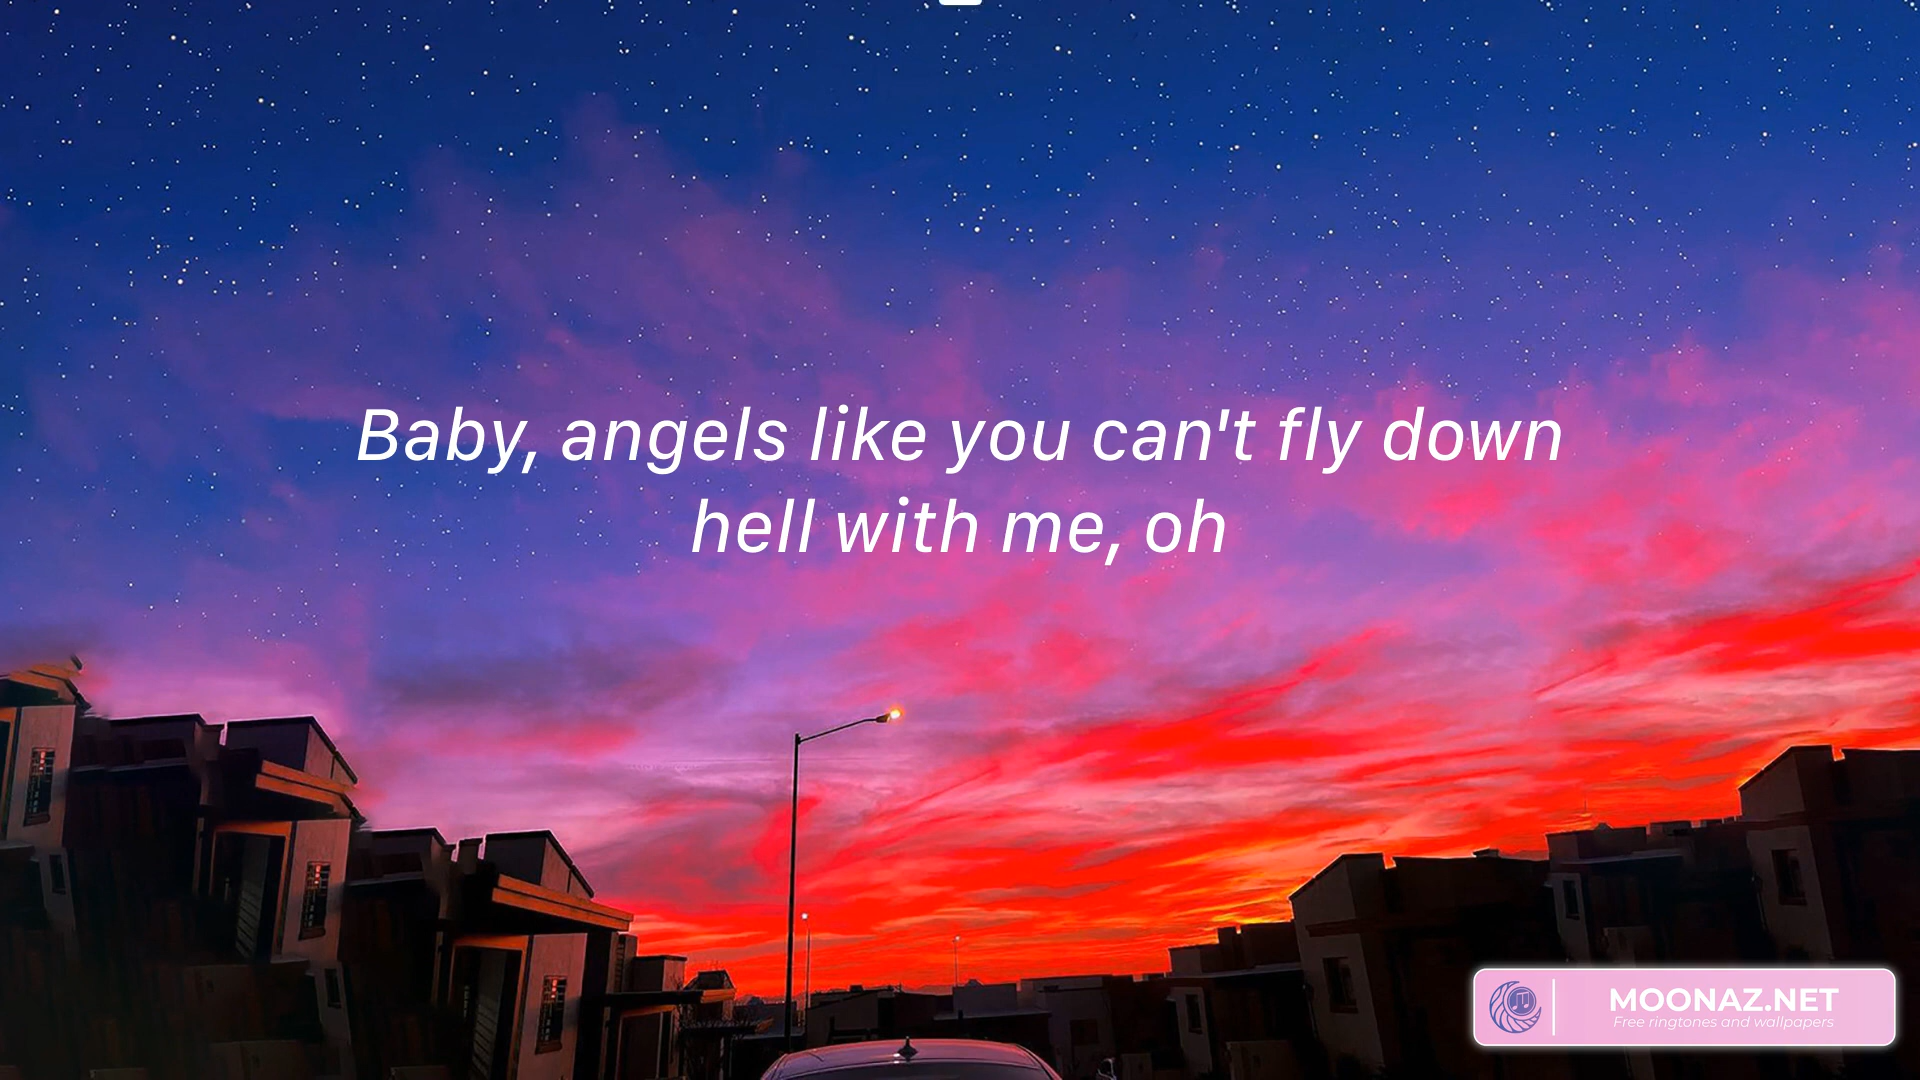 Baby, angels like you can't fly down
hell with me, oh
MOONAZ.NET
Free ringtones and wallpapers